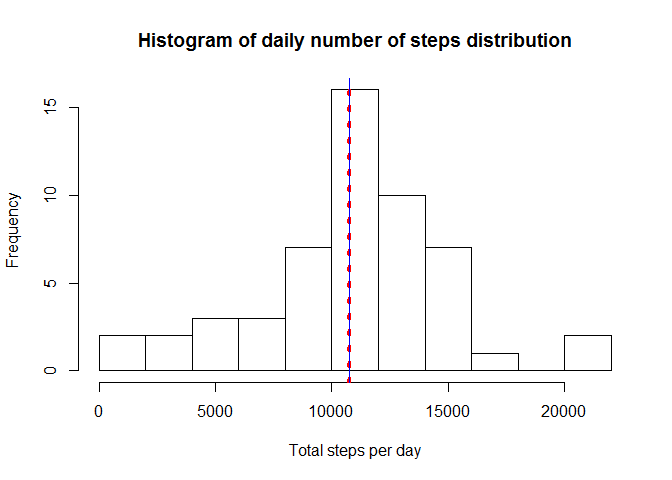 Histogram of daily number of steps distribution
Frequency
15
10
5
0
0 5000 10000 15000 20000
Total steps per day